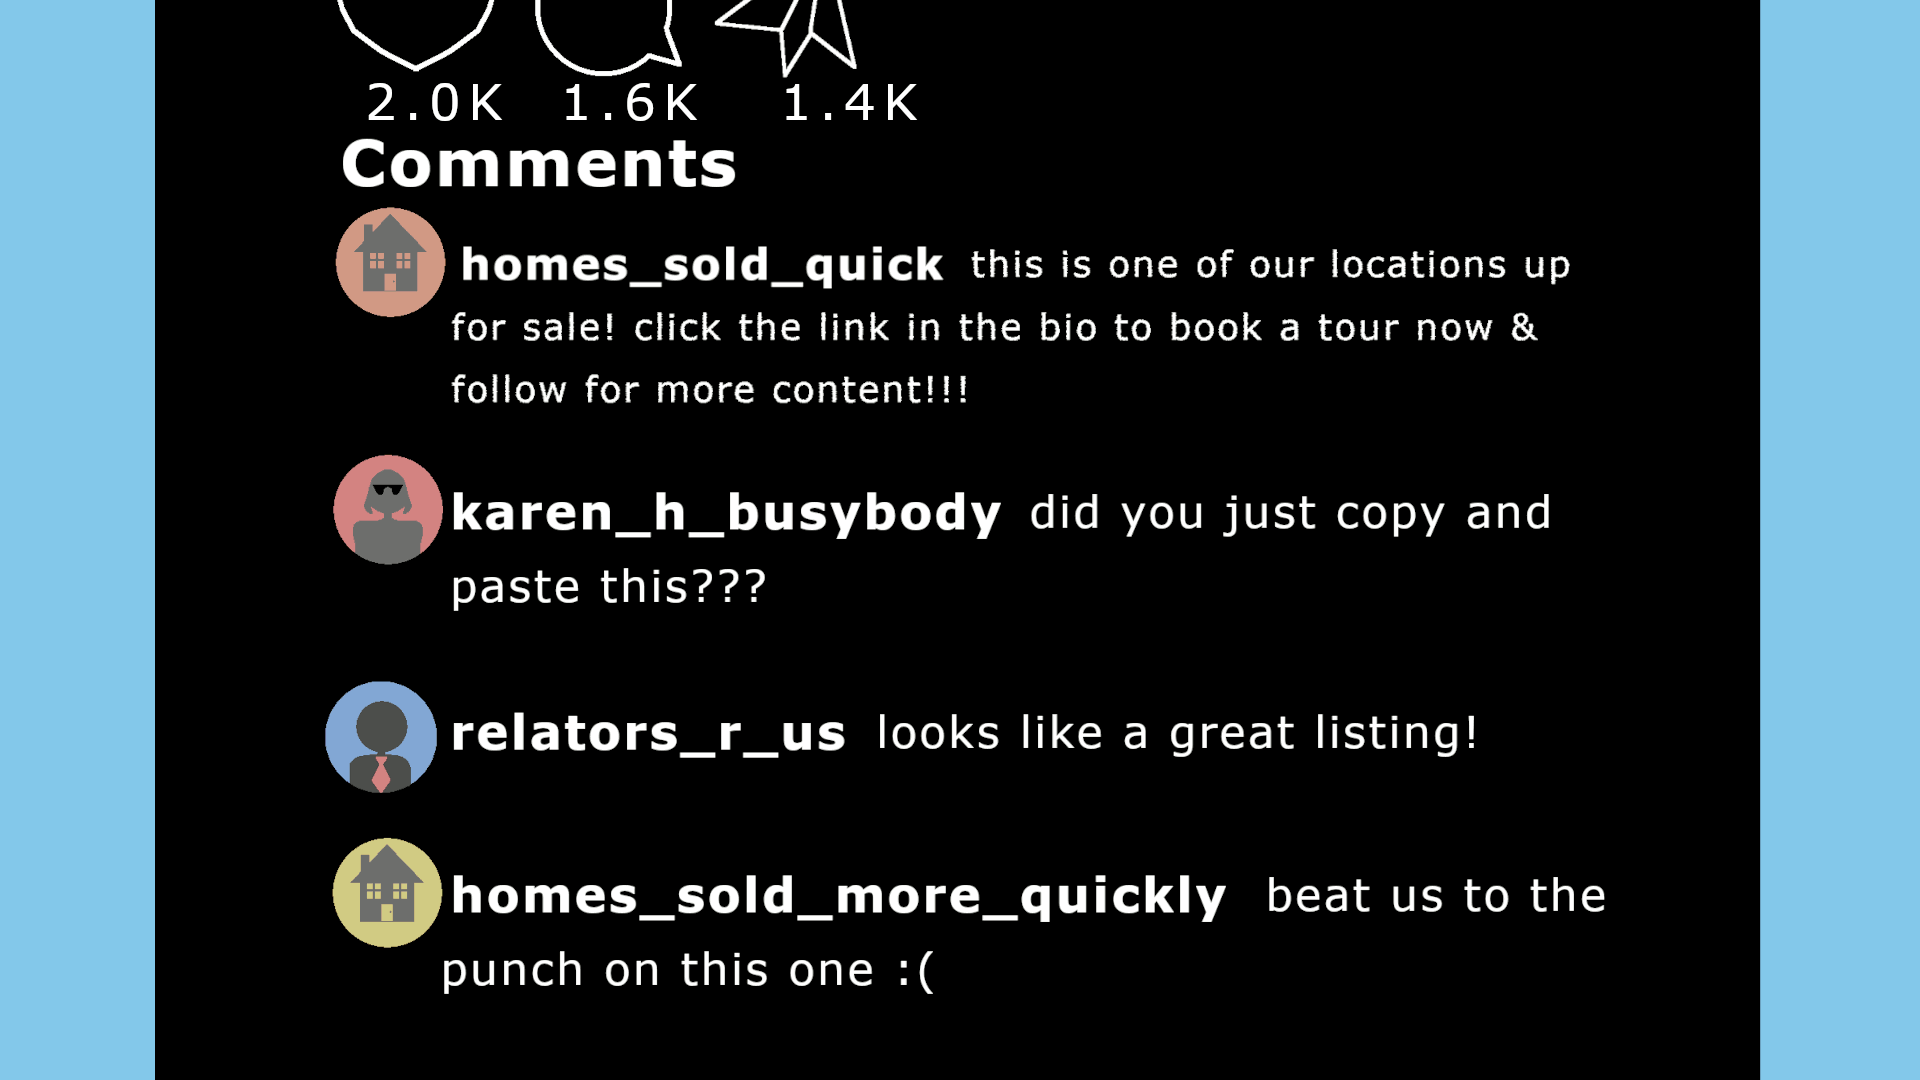 2.0K 1.6K 1.4K
Comments
homes_sold_quick this is one of our locations up
for sale! click the link in the bio to book a tour now &
follow for more content!!!
karen_h_busybody did you just copy and
paste this???
relators_r_us looks like a great listing!
homes_sold_more_quickly beat us to the
punch on this one :(